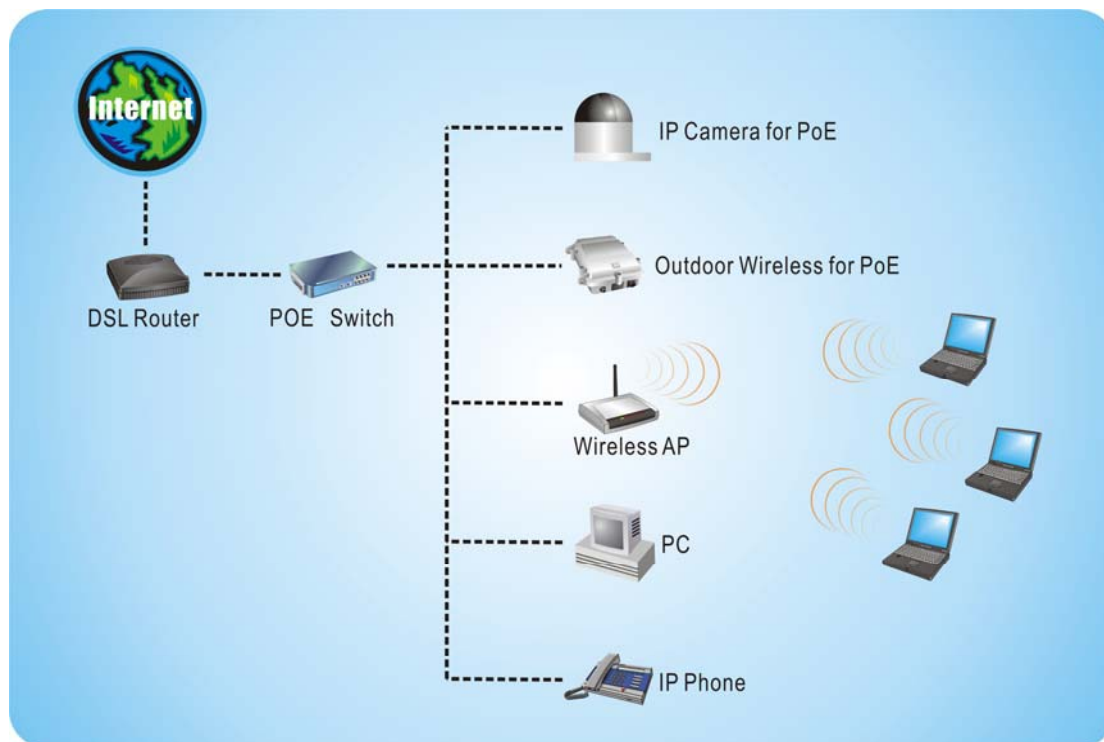 Internet
IP Camera for PoE
Outdoor Wireless for PoE
DSL Router
POE Switch
Wireless AP
PC
IP Phone